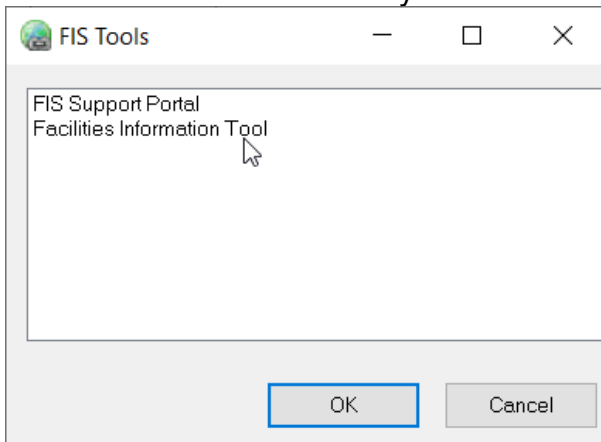 FIS Tools
FIS Support Portal
Facilities Information Tool
OK
Cancel